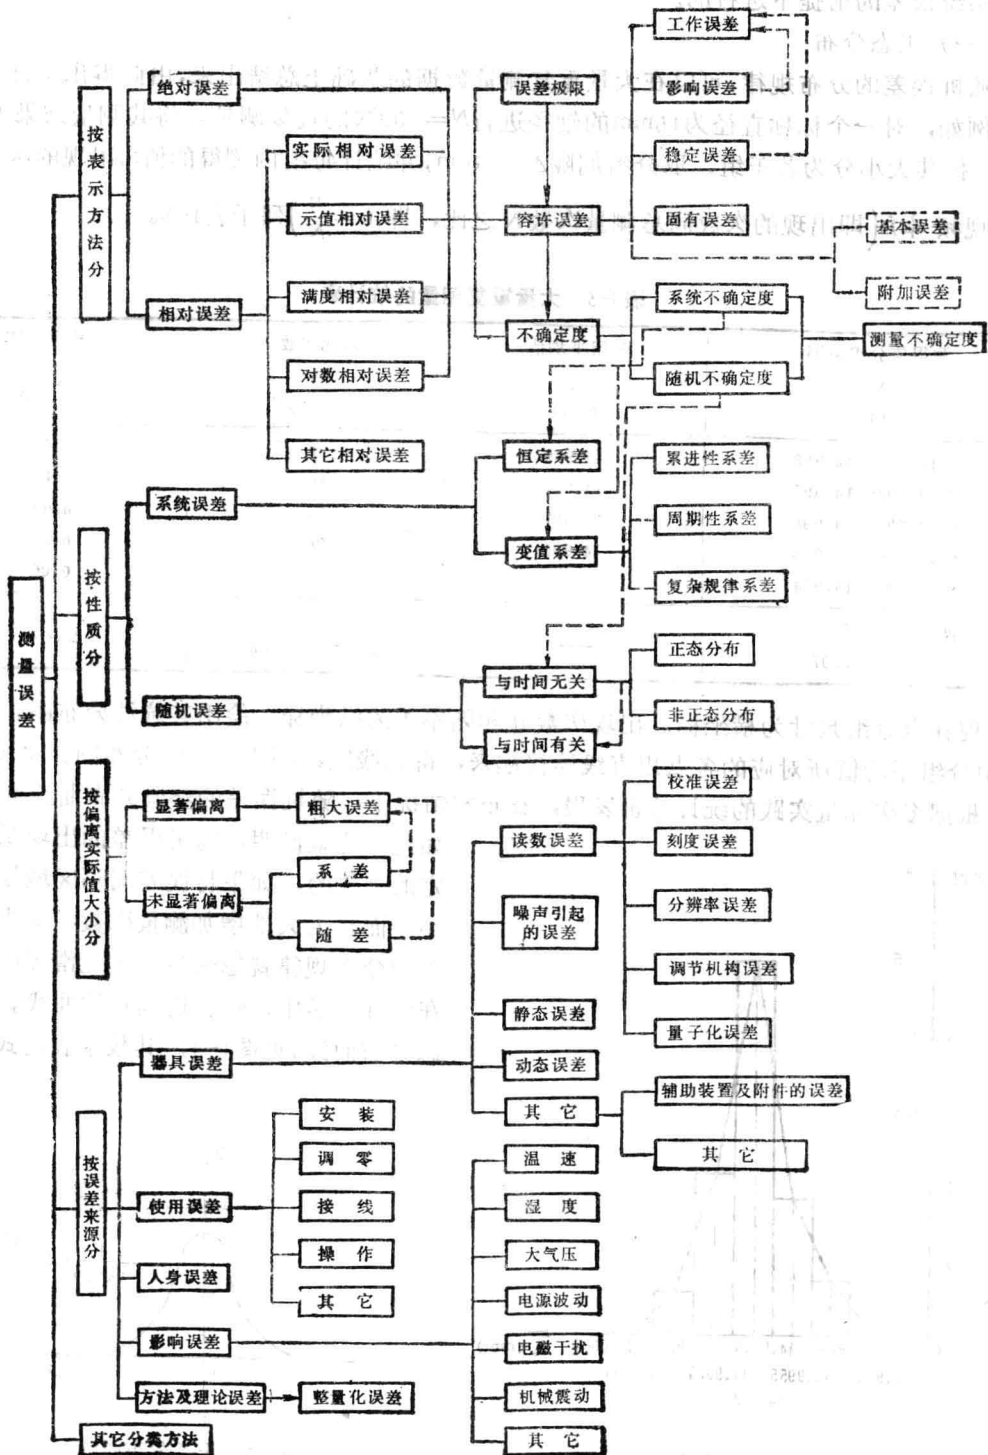 测量误差
按表示方法分
绝对误差
相对误差
实际相对误差
示值相对误差
满度相对误差
对数相对误差
其它相对误差
误差极限
容许误差
不确定度
工作误差
影响误差
稳定误差
固有误差
基本误差
附加误差
系统不确定度
随机不确定度
测量不确定度
按性质分
系统误差
恒定系差
变值系差
累进性系差
周期性系差
复杂规律系差
随机误差
与时间无关
与时间有关
正态分布
非正态分布
按偏离实际值大小分
显著偏离
粗大误差
未显著偏离
系差
随差
按误差来源分
器具误差
读数误差
校准误差
刻度误差
分辨率误差
调节机构误差
量子化误差
噪声引起
的误差
静态误差
动态误差
其它
辅助装置及附件的误差
其它
使用误差
安装
调零
接线
操作
其它
人身误差
影响误差
温速
湿度
大气压
电源波动
电磁干扰
机械震动
其它
方法及理论误差
整量化误差
其它分类方法